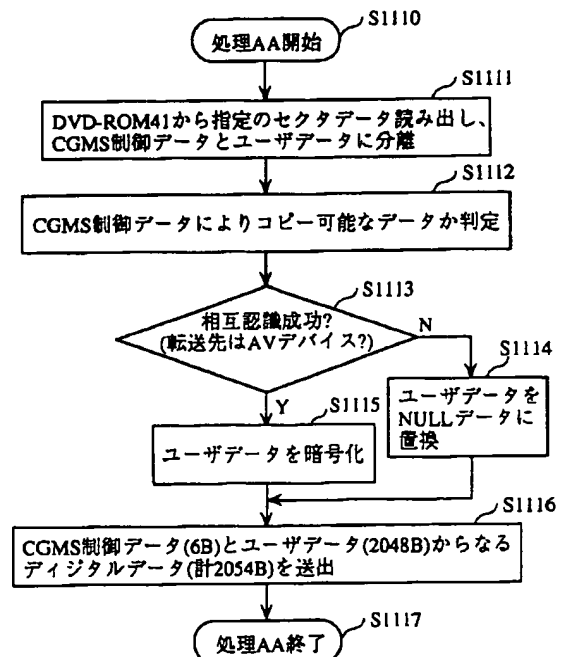 S1110
処理AA開始
S1111
DVD-ROM41から指定のセクタデータ読み出し、
CGMS制御データとユーザデータに分離
S1112
CGMS制御データによりコピー可能なデータか判定
S1113
相互認識成功?
(転送先はAVデバイス?)
N
S1114
ユーザデータを
NULLデータに
置換
Y
S1115
ユーザデータを暗号化
S1116
CGMS制御データ(6B)とユーザデータ(2048B)からなる
ディジタルデータ(計2054B)を送出
S1117
処理AA終了